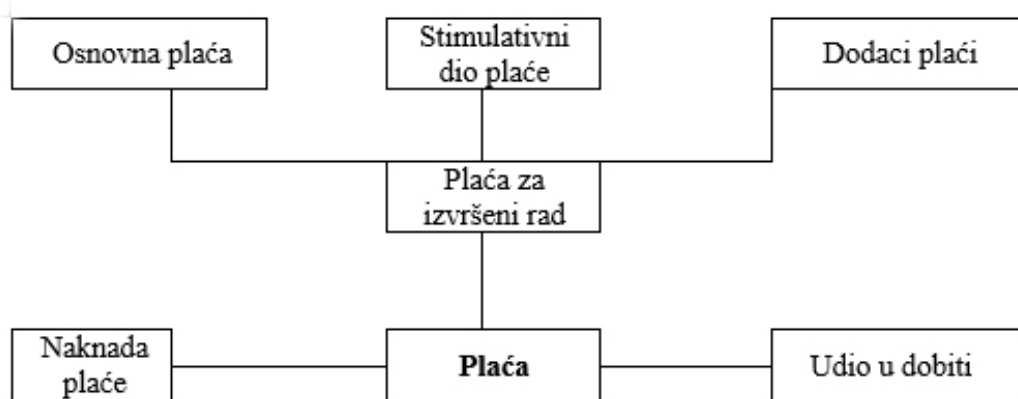 Osnovna plaća
Stimulativni
dio plaće
Dodaci plaći
Plaća za
izvršeni rad
Naknada
plaće
Plaća
Udio u dobiti